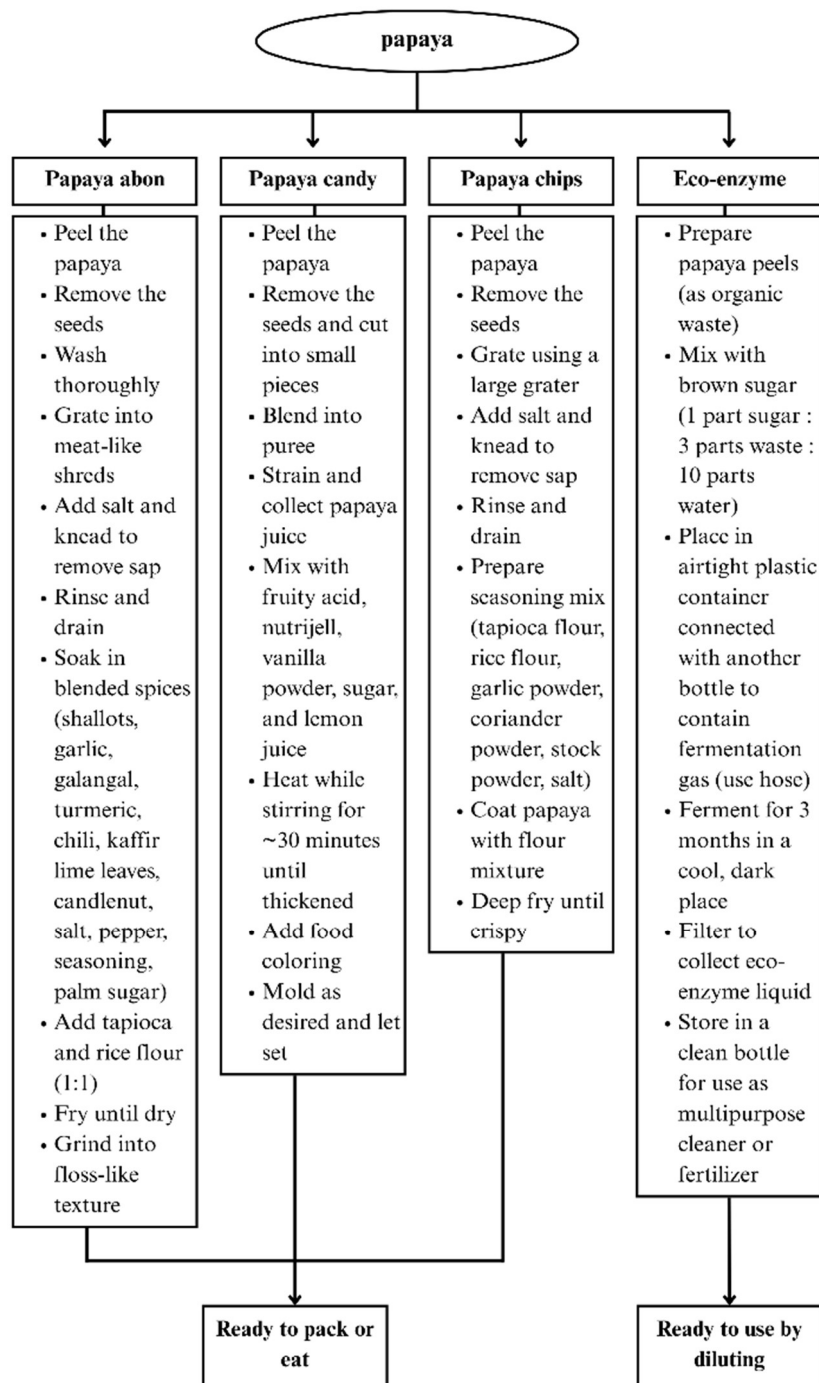 papaya
Papaya abon
• Peel the
papaya
• Remove the
seeds
• Wash
thoroughly
• Grate into
meat-like
shreds
• Add salt and
knead to
remove sap
• Rinse and
drain
• Soak in
blended spices
(shallots,
garlic,
galangal,
turmeric,
chili, kaffir
lime leaves,
candlenut,
salt, pepper,
seasoning,
palm sugar)
• Add tapioca
and rice flour
(1:1)
• Fry until dry
• Grind into
floss-like
texture
Papaya candy
• Peel the
papaya
• Remove the
seeds and cut
into small
pieces
• Blend into
puree
• Strain and
collect papaya
juice
• Mix with
fruity acid,
nutrijell,
vanilla
powder, sugar,
and lemon
juice
• Heat while
stirring for
~30 minutes
until
thickened
• Add food
coloring
• Mold as
desired and let
set
Papaya chips
• Peel the
papaya
• Remove the
seeds
• Grate using a
large grater
• Add salt and
knead to
remove sap
• Rinse and
drain
• Prepare
seasoning mix
(tapioca flour,
rice flour,
garlic powder,
coriander
powder, stock
powder, salt)
• Coat papaya
with flour
mixture
• Deep fry until
crispy
Eco-enzyme
• Prepare
papaya peels
(as organic
waste)
• Mix with
brown sugar
(1 part sugar :
3 parts waste :
10 parts
water)
• Place in
airtight plastic
container
connected
with another
bottle to
contain
fermentation
gas (use hose)
• Ferment for 3
months in a
cool, dark
place
• Filter to
collect eco-
enzyme liquid
• Store in a
clean bottle
for use as
multipurpose
cleaner or
fertilizer
Ready to pack or
eat
Ready to use by
diluting